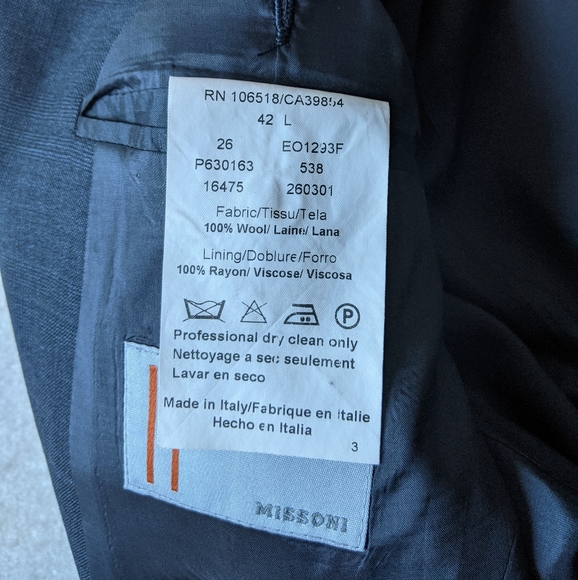 RN 106518/CA39854
42 L
26 EO1293F
P630163 538
16475 260301
Fabric/Tissu/Tela
100% Wool/ Laine/ Lana
Lining/Doblure/Forro
100% Rayon/ Viscose/ Viscosa
P
Professional dry clean only
Nettoyage a sec seulement
Lavar en seco
Made in Italy/Fabrique en Italie
Hecho en Italia
3
MISSONI